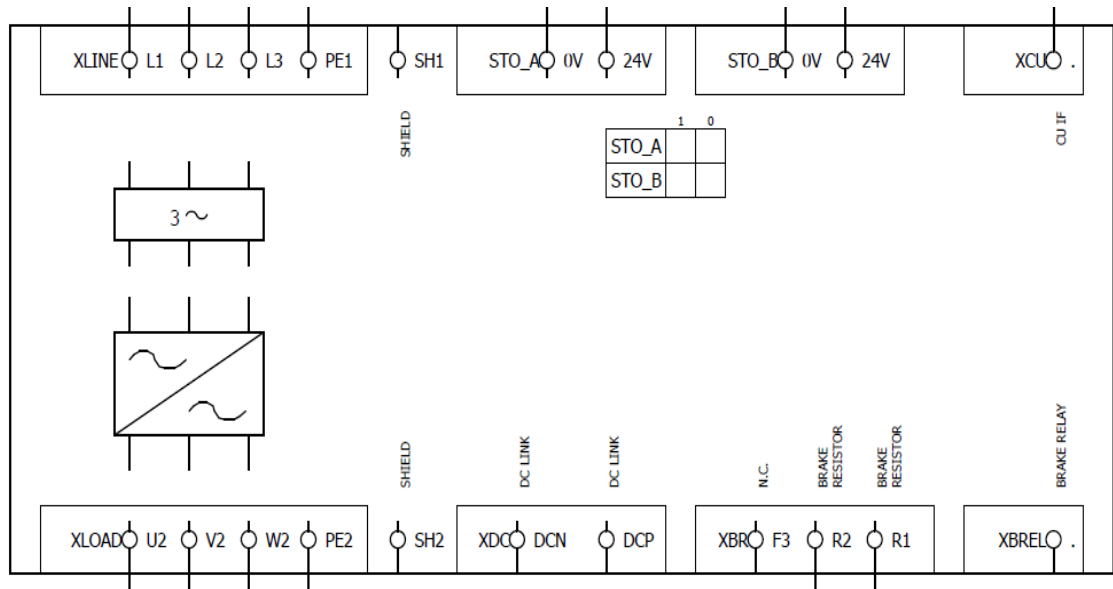 XLINE L1 L2 L3 PE1 SH1 STO_A 0V 24V STO_B 0V 24V XCU .
SHIELD
CU IF
1 0
STO_A
STO_B
3
SHIELD
DC LINK
DC LINK
N.C.
BRAKE
RESISTOR
BRAKE
RESISTOR
BRAKE RELAY
XLOAD U2 V2 W2 PE2 SH2 XDC DCN DCP XBR F3 R2 R1 XBREL .